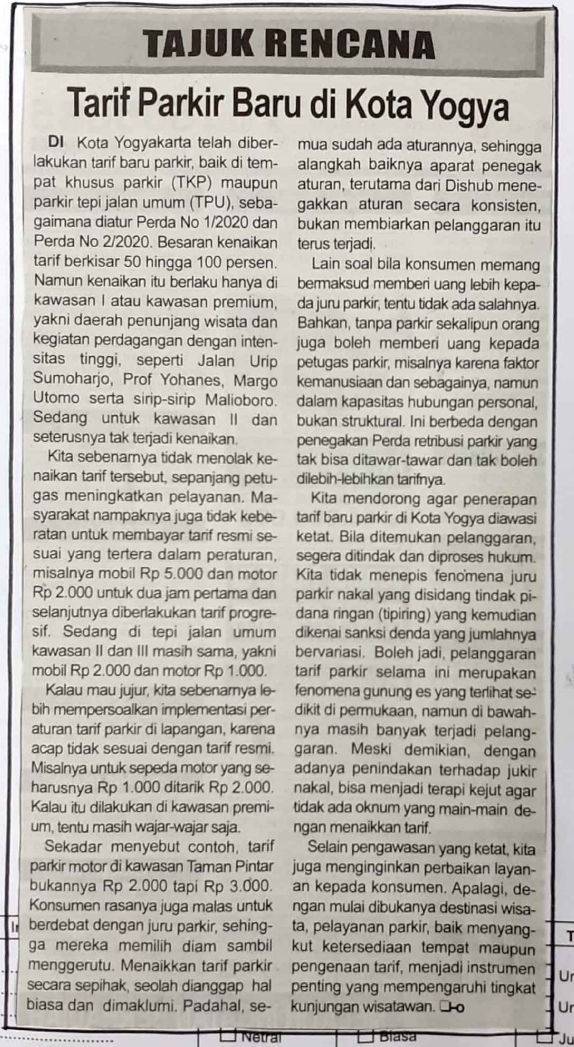 TAJUK RENCANA
Tarif Parkir Baru di Kota Yogya
DI Kota Yogyakarta telah diber-
lakukan tarif baru parkir, baik di tem-
pat khusus parkir (TKP) maupun
parkir tepi jalan umum (TPU), seba-
gaimana diatur Perda No 1/2020 dan
Perda No 2/2020. Besaran kenaikan
tarif berkisar 50 hingga 100 persen.
Namun kenaikan itu berlaku hanya di
kawasan I atau kawasan premium,
yakni daerah penunjang wisata dan
kegiatan perdagangan dengan inten-
sitas tinggi, seperti Jalan Urip
Sumoharjo, Prof Yohanes, Margo
Utomo serta sirip-sirip Malioboro.
Sedang untuk kawasan II dan
seterusnya tak terjadi kenaikan.
Kita sebenarnya tidak menolak ke-
naikan tarif tersebut, sepanjang petu-
gas meningkatkan pelayanan. Ma-
syarakat nampaknya juga tidak kebe-
ratan untuk membayar tarif resmi se-
suai yang tertera dalam peraturan,
misalnya mobil Rp 5.000 dan motor
Rp 2.000 untuk dua jam pertama dan
selanjutnya diberlakukan tarif progre-
sif. Sedang di tepi jalan umum
kawasan II dan III masih sama, yakni
mobil Rp 2.000 dan motor Rp 1.000.
Kalau mau jujur, kita sebenarnya le-
bih mempersoalkan implementasi per-
aturan tarif parkir di lapangan, karena
acap tidak sesuai dengan tarif resmi.
Misalnya untuk sepeda motor yang se-
harusnya Rp 1.000 ditarik Rp 2.000.
Kalau itu dilakukan di kawasan premi-
um, tentu masih wajar-wajar saja.
Sekadar menyebut contoh, tarif
parkir motor di kawasan Taman Pintar
bukannya Rp 2.000 tapi Rp 3.000.
Konsumen rasanya juga malas untuk
berdebat dengan juru parkir, sehing-
ga mereka memilih diam sambil
menggerutu. Menaikkan tarif parkir
secara sepihak, seolah dianggap hal
biasa dan dimaklumi. Padahal, se-
mua sudah ada aturannya, sehingga
alangkah baiknya aparat penegak
aturan, terutama dari Dishub mene-
gakkan aturan secara konsisten,
bukan membiarkan pelanggaran itu
terus terjadi.
Lain soal bila konsumen memang
bermaksud memberi uang lebih kepa-
da juru parkir, tentu tidak ada salahnya.
Bahkan, tanpa parkir sekalipun orang
juga boleh memberi uang kepada
petugas parkir, misalnya karena faktor
kemanusiaan dan sebagainya, namun
dalam kapasitas hubungan personal,
bukan struktural. Ini berbeda dengan
penegakan Perda retribusi parkir yang
tak bisa ditawar-tawar dan tak boleh
dilebih-lebihkan tarifnya.
Kita mendorong agar penerapan
tarif baru parkir di Kota Yogya diawasi
ketat. Bila ditemukan pelanggaran,
segera ditindak dan diproses hukum.
Kita tidak menepis fenomena juru
parkir nakal yang disidang tindak pi-
dana ringan (tipiring) yang kemudian
dikenai sanksi denda yang jumlahnya
bervariasi. Boleh jadi, pelanggaran
tarif parkir selama ini merupakan
fenomena gunung es yang terlihat se-
dikit di permukaan, namun di bawah-
nya masih banyak terjadi pelang-
garan. Meski demikian, dengan
adanya penindakan terhadap jukir
nakal, bisa menjadi terapi kejut agar
tidak ada oknum yang main-main de-
ngan menaikkan tarif.
Selain pengawasan yang ketat, kita
juga menginginkan perbaikan layan-
an kepada konsumen. Apalagi, de-
ngan mulai dibukanya destinasi wisa-
ta, pelayanan parkir, baik menyang-
kut ketersediaan tempat maupun
pengenaan tarif, menjadi instrumen
penting yang mempengaruhi tingkat
kunjungan wisatawan.
Netral
Biasa